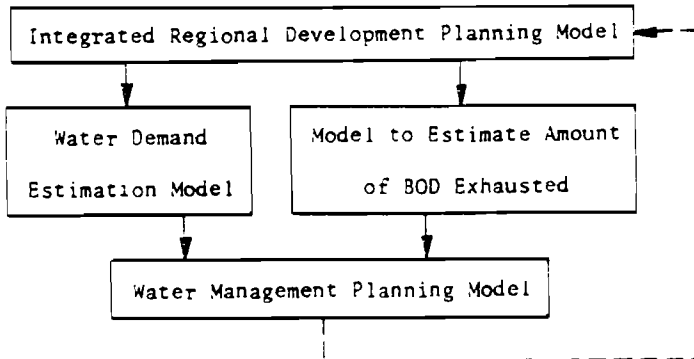 Integrated Regional Development Planning Model
Water Demand
Estimation Model
Model to Estimate Amount
of BOD Exhausted
Water Management Planning Model